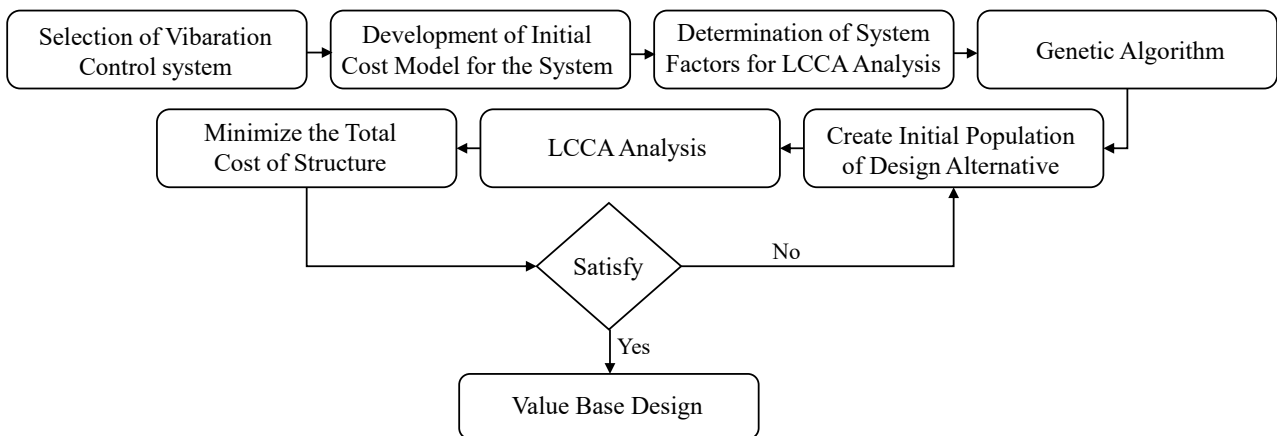 Selection of Vibaration
Control system
Development of Initial
Cost Model for the System
Determination of System
Factors for LCCA Analysis
Genetic Algorithm
Create Initial Population
of Design Alternative
LCCA Analysis
Minimize the Total
Cost of Structure
Satisfy
No
Yes
Value Base Design